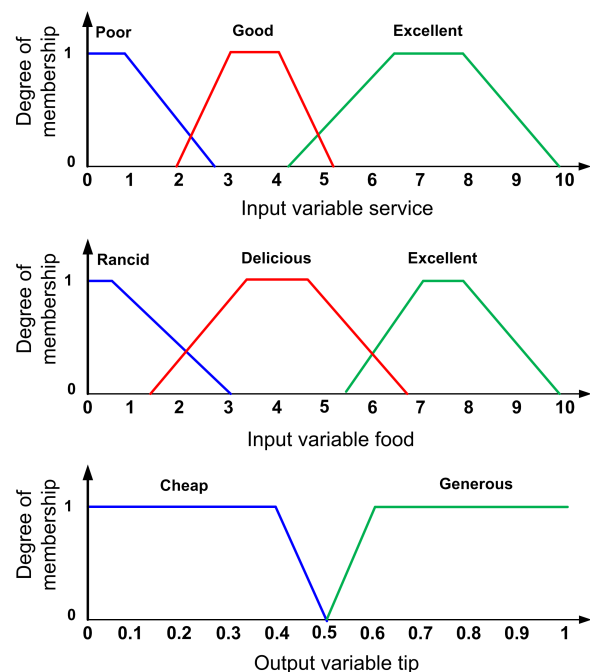 Poor Good Excellent
Degree of
membership
1
0
0 1 2 3 4 5 6 7 8 9 10
Input variable service
Rancid Delicious Excellent
Degree of
membership
1
0
0 1 2 3 4 5 6 7 8 9 10
Input variable food
Cheap Generous
Degree of
membership
1
0
0 0.1 0.2 0.3 0.4 0.5 0.6 0.7 0.8 0.9 1
Output variable tip